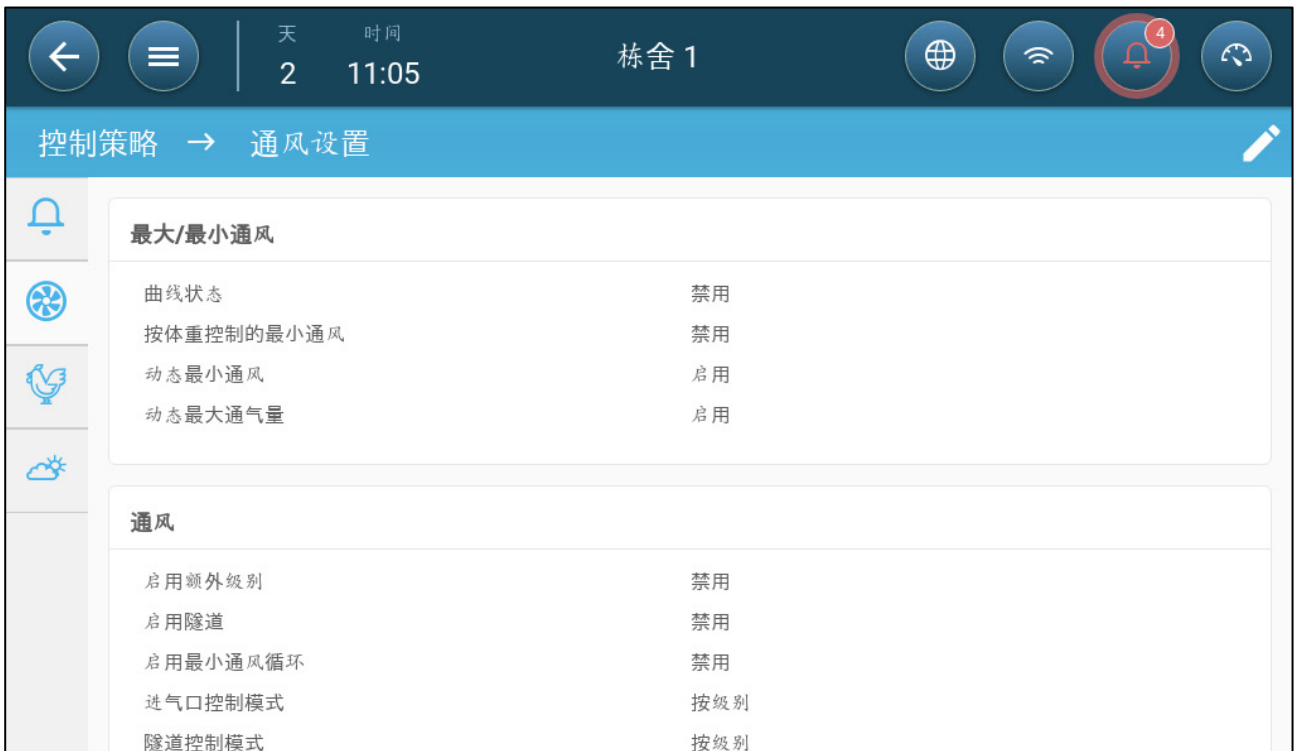 天 时间
2 11:05
栋舍 1
4
控制策略 → 通风设置
最大/最小通风
曲线状态 禁用
按体重控制的最小通风 禁用
动态最小通风 启用
动态最大通气量 启用
通风
启用额外级别 禁用
启用隧道 禁用
启用最小通风循环 禁用
进气口控制模式 按级别
隧道控制模式 按级别